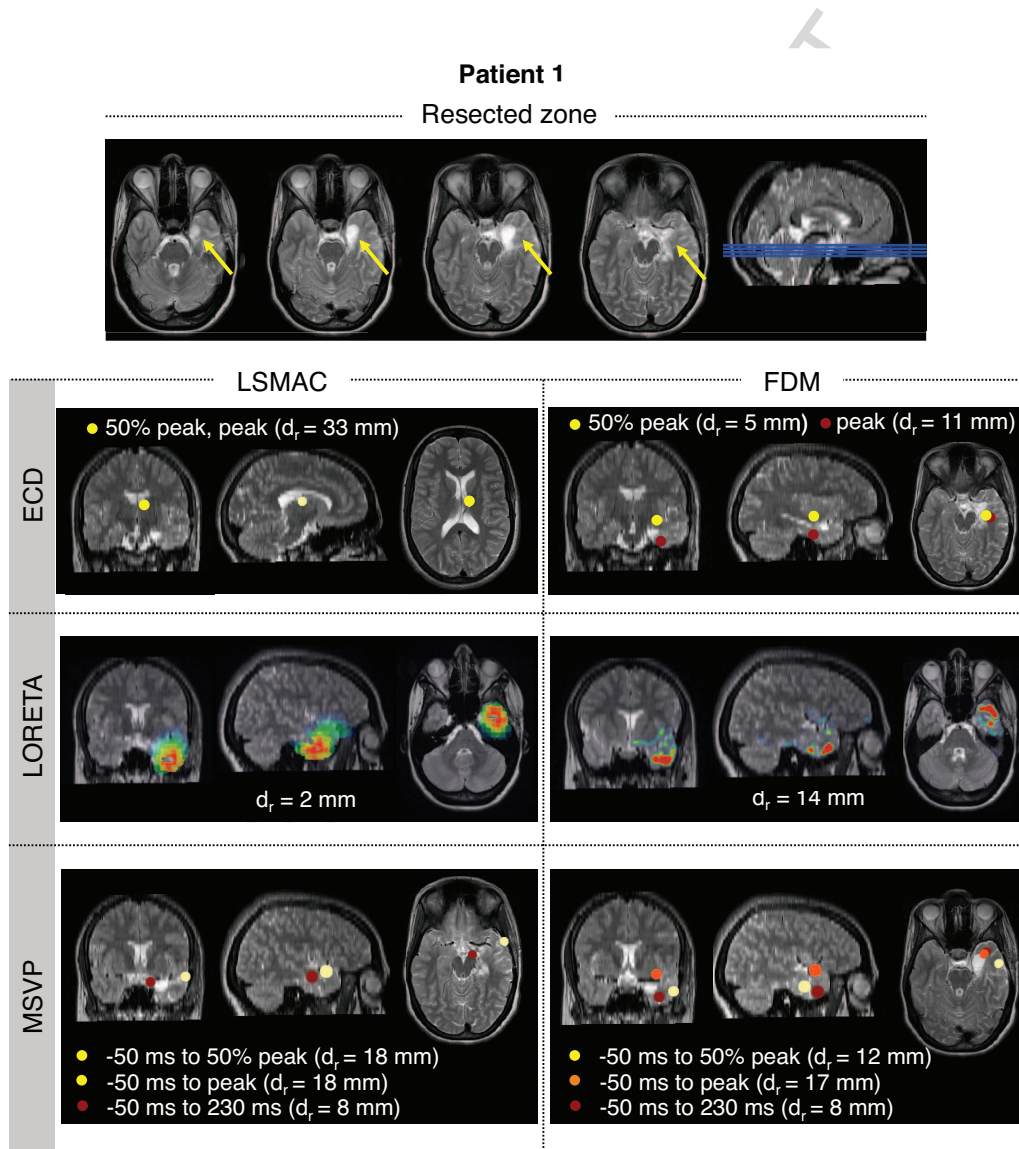 Patient 1
Resected zone
LSMAC FDM
ECD
50% peak, peak (dr = 33 mm)
50% peak (dr = 5 mm) peak (dr = 11 mm)
LORETA
dr = 2 mm
dr = 14 mm
MSVP
-50 ms to 50% peak (dr = 18 mm)
-50 ms to peak (dr = 18 mm)
-50 ms to 230 ms (dr = 8 mm)
-50 ms to 50% peak (dr = 12 mm)
-50 ms to peak (dr = 17 mm)
-50 ms to 230 ms (dr = 8 mm)